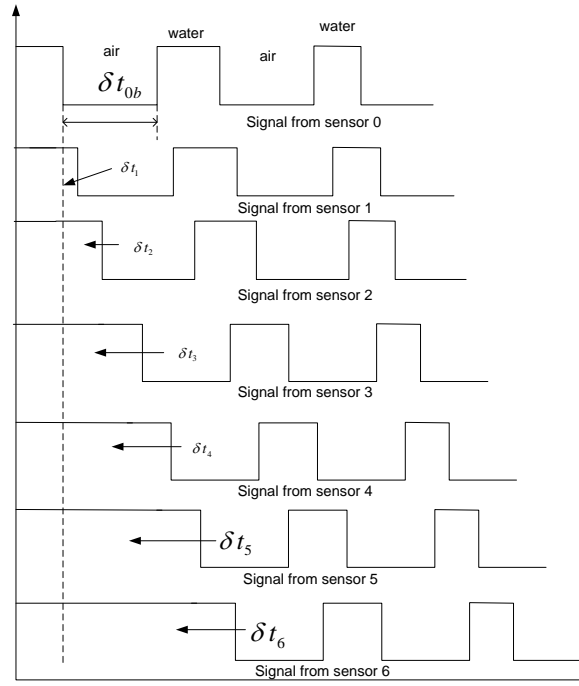 water
water
air
air
δt₀b
Signal from sensor 0
δt₁
Signal from sensor 1
δt₂
Signal from sensor 2
δt₃
Signal from sensor 3
δt₄
Signal from sensor 4
δt₅
Signal from sensor 5
δt₆
Signal from sensor 6